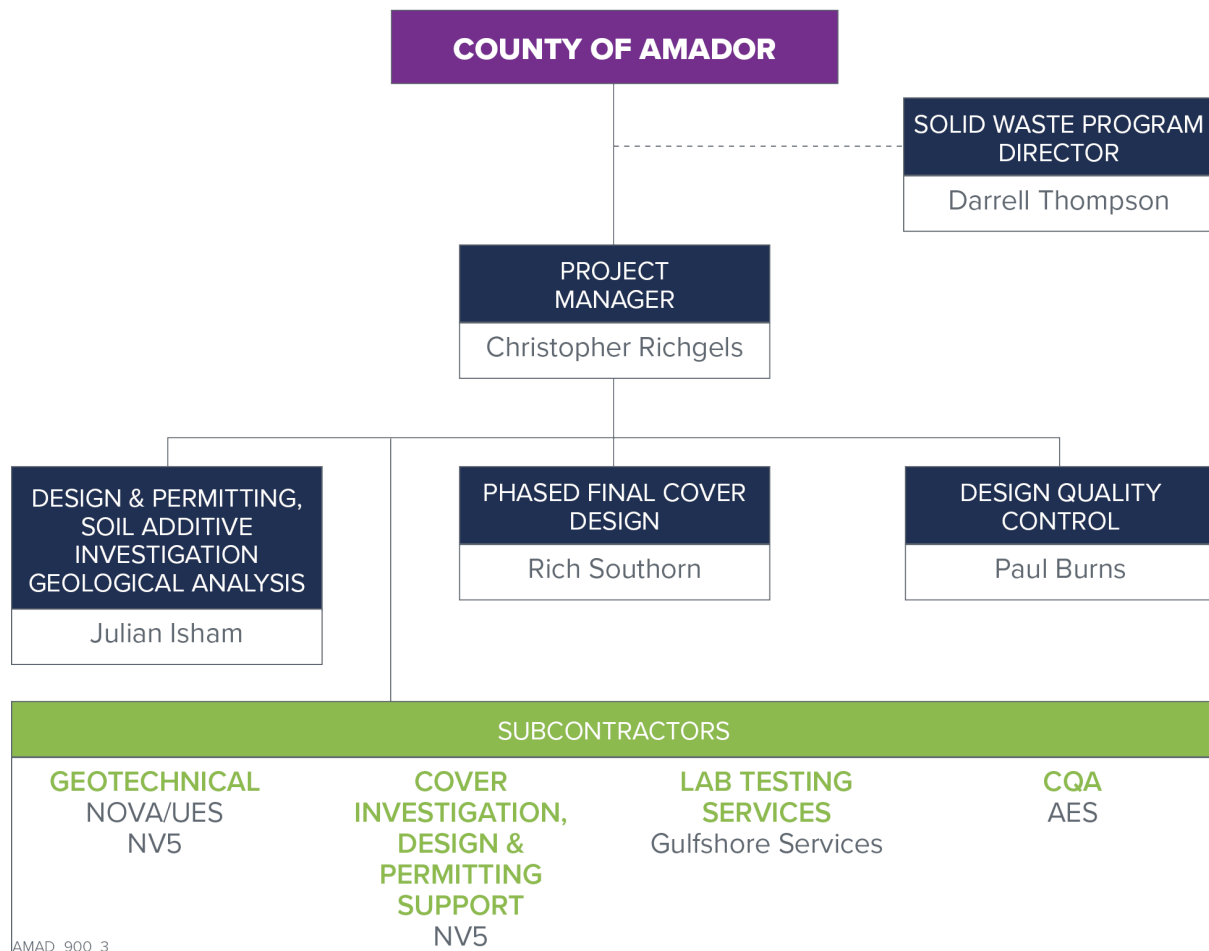 COUNTY OF AMADOR
SOLID WASTE PROGRAM
DIRECTOR
Darrell Thompson
PROJECT
MANAGER
Christopher Richgels
DESIGN & PERMITTING,
SOIL ADDITIVE
INVESTIGATION
GEOLOGICAL ANALYSIS
Julian Isham
PHASED FINAL COVER
DESIGN
Rich Southorn
DESIGN QUALITY
CONTROL
Paul Burns
SUBCONTRACTORS
GEOTECHNICAL
NOVA/UES
NV5
COVER
INVESTIGATION,
DESIGN &
PERMITTING
SUPPORT
NV5
LAB TESTING
SERVICES
Gulfshore Services
CQA
AES
AMAD_900_3